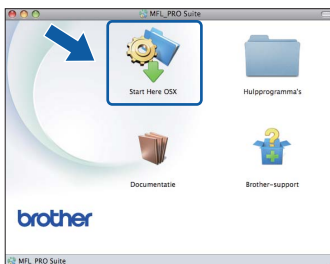 MFL_PRO Suite
Start Here OSX
Hulpprogramma's
Documentatie
Brother-support
brother
MFL_PRO Suite